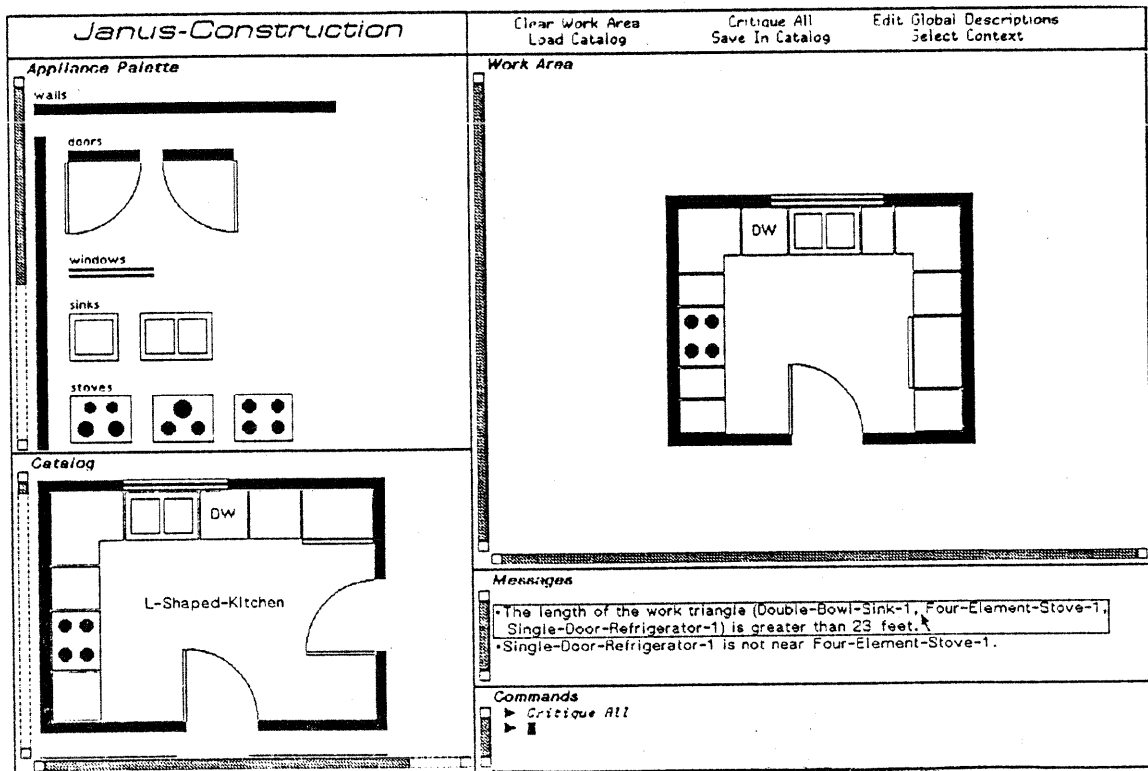 Janus-Construction
Clear Work Area
Load Catalog
Critique All
Save In Catalog
Edit Global Descriptions
Select Context
Appliance Palette
walls
doors
windows
sinks
stoves
Work Area
DW
Catalog
DW
L-Shaped-Kitchen
Messages
•The length of the work triangle (Double-Bowl-Sink-1, Four-Element-Stove-1,
Single-Door-Refrigerator-1) is greater than 23 feet.
•Single-Door-Refrigerator-1 is not near Four-Element-Stove-1.
Commands
Critique All